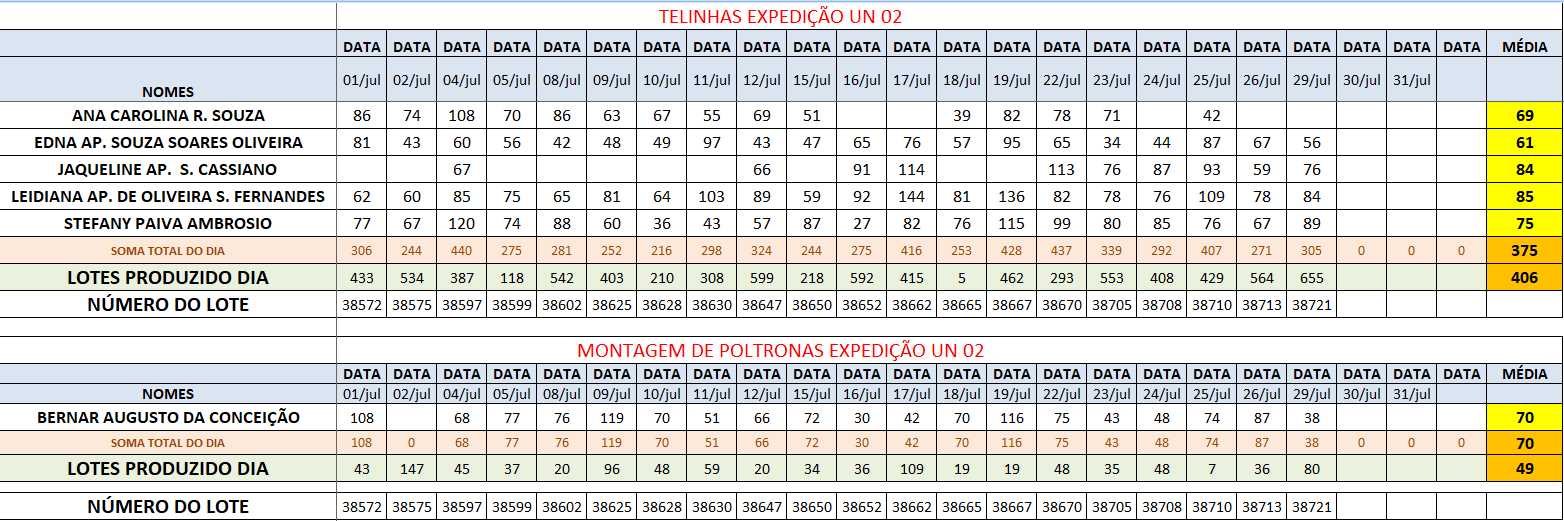 TELINHAS EXPEDIÇÃO UN 02
DATA DATA DATA DATA DATA DATA DATA DATA DATA DATA DATA DATA DATA DATA DATA DATA DATA DATA DATA DATA DATA DATA DATA MÉDIA
NOMES 01/jul 02/jul 04/jul 05/jul 08/jul 09/jul 10/jul 11/jul 12/jul 15/jul 16/jul 17/jul 18/jul 19/jul 22/jul 23/jul 24/jul 25/jul 26/jul 29/jul 30/jul 31/jul
ANA CAROLINA R. SOUZA 86 74 108 70 86 63 67 55 69 51 39 82 78 71 42 69
EDNA AP. SOUZA SOARES OLIVEIRA 81 43 60 56 42 48 49 97 43 47 65 76 57 95 65 34 44 87 67 56 61
JAQUELINE AP. S. CASSIANO 67 66 91 114 113 76 87 93 59 76 84
LEIDIANA AP. DE OLIVEIRA S. FERNANDES 62 60 85 75 65 81 64 103 89 59 92 144 81 136 82 78 76 109 78 84 85
STEFANY PAIVA AMBROSIO 77 67 120 74 88 60 36 43 57 87 27 82 76 115 99 80 85 76 67 89 75
SOMA TOTAL DO DIA 306 244 440 275 281 252 216 298 324 244 275 416 253 428 437 339 292 407 271 305 0 0 0 375
LOTES PRODUZIDO DIA 433 534 387 118 542 403 210 308 599 218 592 415 5 462 293 553 408 429 564 655 406
NÚMERO DO LOTE 38572 38575 38597 38599 38602 38625 38628 38630 38647 38650 38652 38662 38665 38667 38670 38705 38708 38710 38713 38721
MONTAGEM DE POLTRONAS EXPEDIÇÃO UN 02
DATA DATA DATA DATA DATA DATA DATA DATA DATA DATA DATA DATA DATA DATA DATA DATA DATA DATA DATA DATA DATA DATA DATA MÉDIA
NOMES 01/jul 02/jul 04/jul 05/jul 08/jul 09/jul 10/jul 11/jul 12/jul 15/jul 16/jul 17/jul 18/jul 19/jul 22/jul 23/jul 24/jul 25/jul 26/jul 29/jul 30/jul 31/jul
BERNAR AUGUSTO DA CONCEIÇÃO 108 68 77 76 119 70 51 66 72 30 42 70 116 75 43 48 74 87 38 70
SOMA TOTAL DO DIA 108 0 68 77 76 119 70 51 66 72 30 42 70 116 75 43 48 74 87 38 0 0 0 70
LOTES PRODUZIDO DIA 43 147 45 37 20 96 48 59 20 34 36 109 19 19 48 35 48 7 36 80 49
NÚMERO DO LOTE 38572 38575 38597 38599 38602 38625 38628 38630 38647 38650 38652 38662 38665 38667 38670 38705 38708 38710 38713 38721